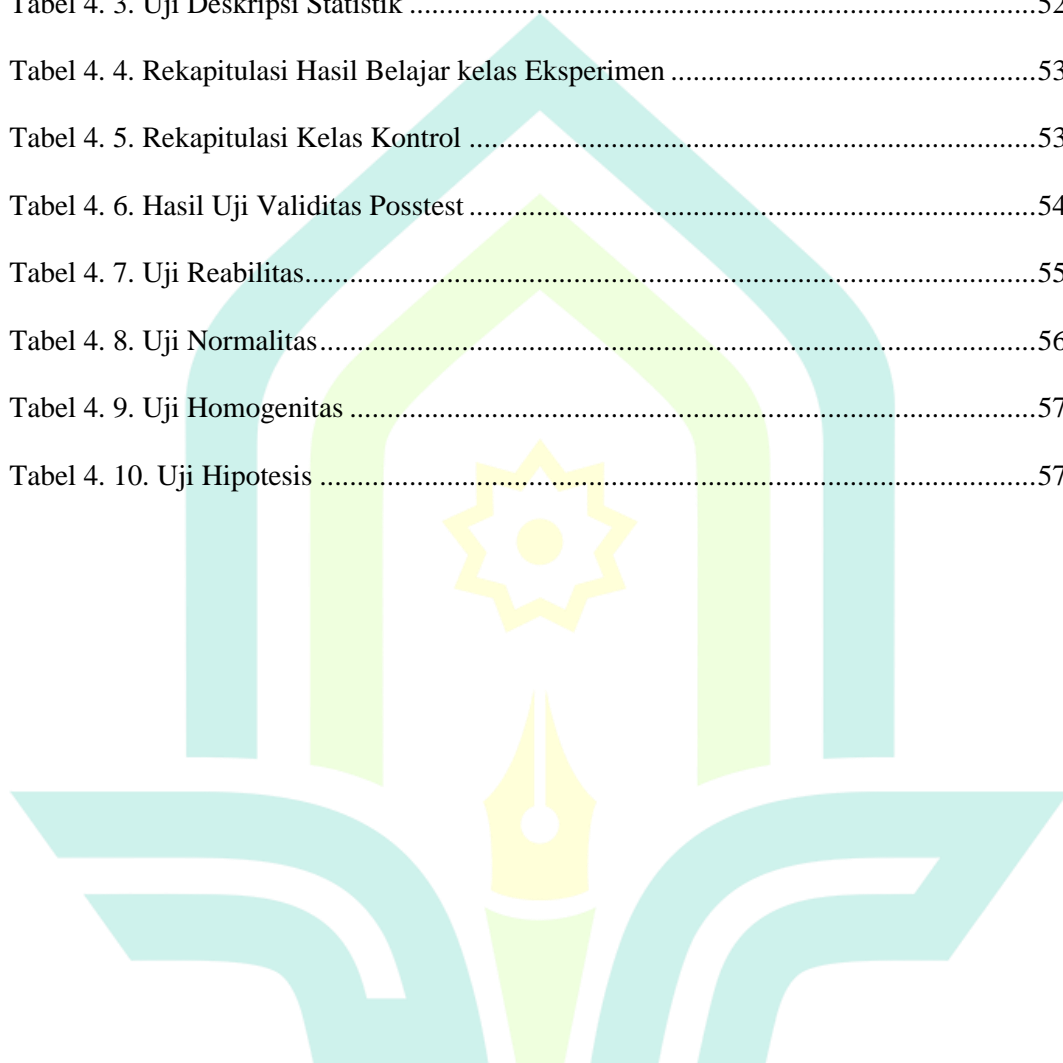 Tabel 4. 3. Uji Deskripsi Statistik ..................................................................................52
Tabel 4. 4. Rekapitulasi Hasil Belajar kelas Eksperimen ................................................53
Tabel 4. 5. Rekapitulasi Kelas Kontrol ...........................................................................53
Tabel 4. 6. Hasil Uji Validitas Posstest ...........................................................................54
Tabel 4. 7. Uji Reabilitas.................................................................................................55
Tabel 4. 8. Uji Normalitas...............................................................................................56
Tabel 4. 9. Uji Homogenitas ...........................................................................................57
Tabel 4. 10. Uji Hipotesis ...............................................................................................57